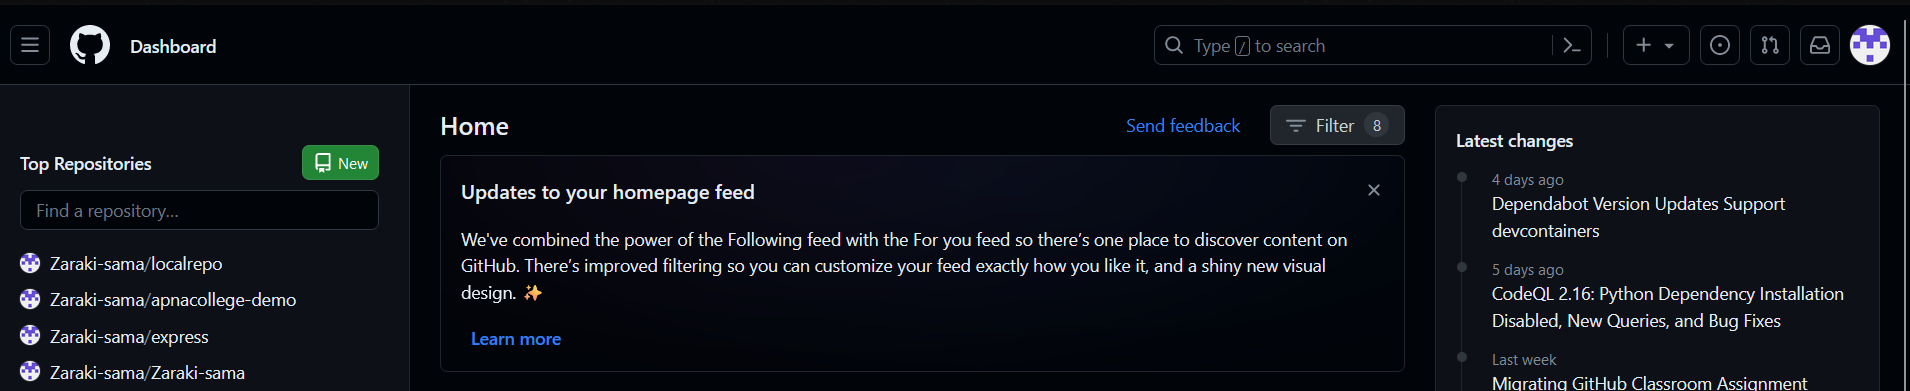 Dashboard
Type / to search
Top Repositories
New
Find a repository...
Zaraki-sama/localrepo
Zaraki-sama/apnacollege-demo
Zaraki-sama/express
Zaraki-sama/Zaraki-sama
Home
Send feedback
Filter 8
Updates to your homepage feed
We've combined the power of the Following feed with the For you feed so there’s one place to discover content on
GitHub. There’s improved filtering so you can customize your feed exactly how you like it, and a shiny new visual
design. ✨
Learn more
Latest changes
4 days ago
Dependabot Version Updates Support
devcontainers
5 days ago
CodeQL 2.16: Python Dependency Installation
Disabled, New Queries, and Bug Fixes
Last week
Migrating GitHub Classroom Assignment